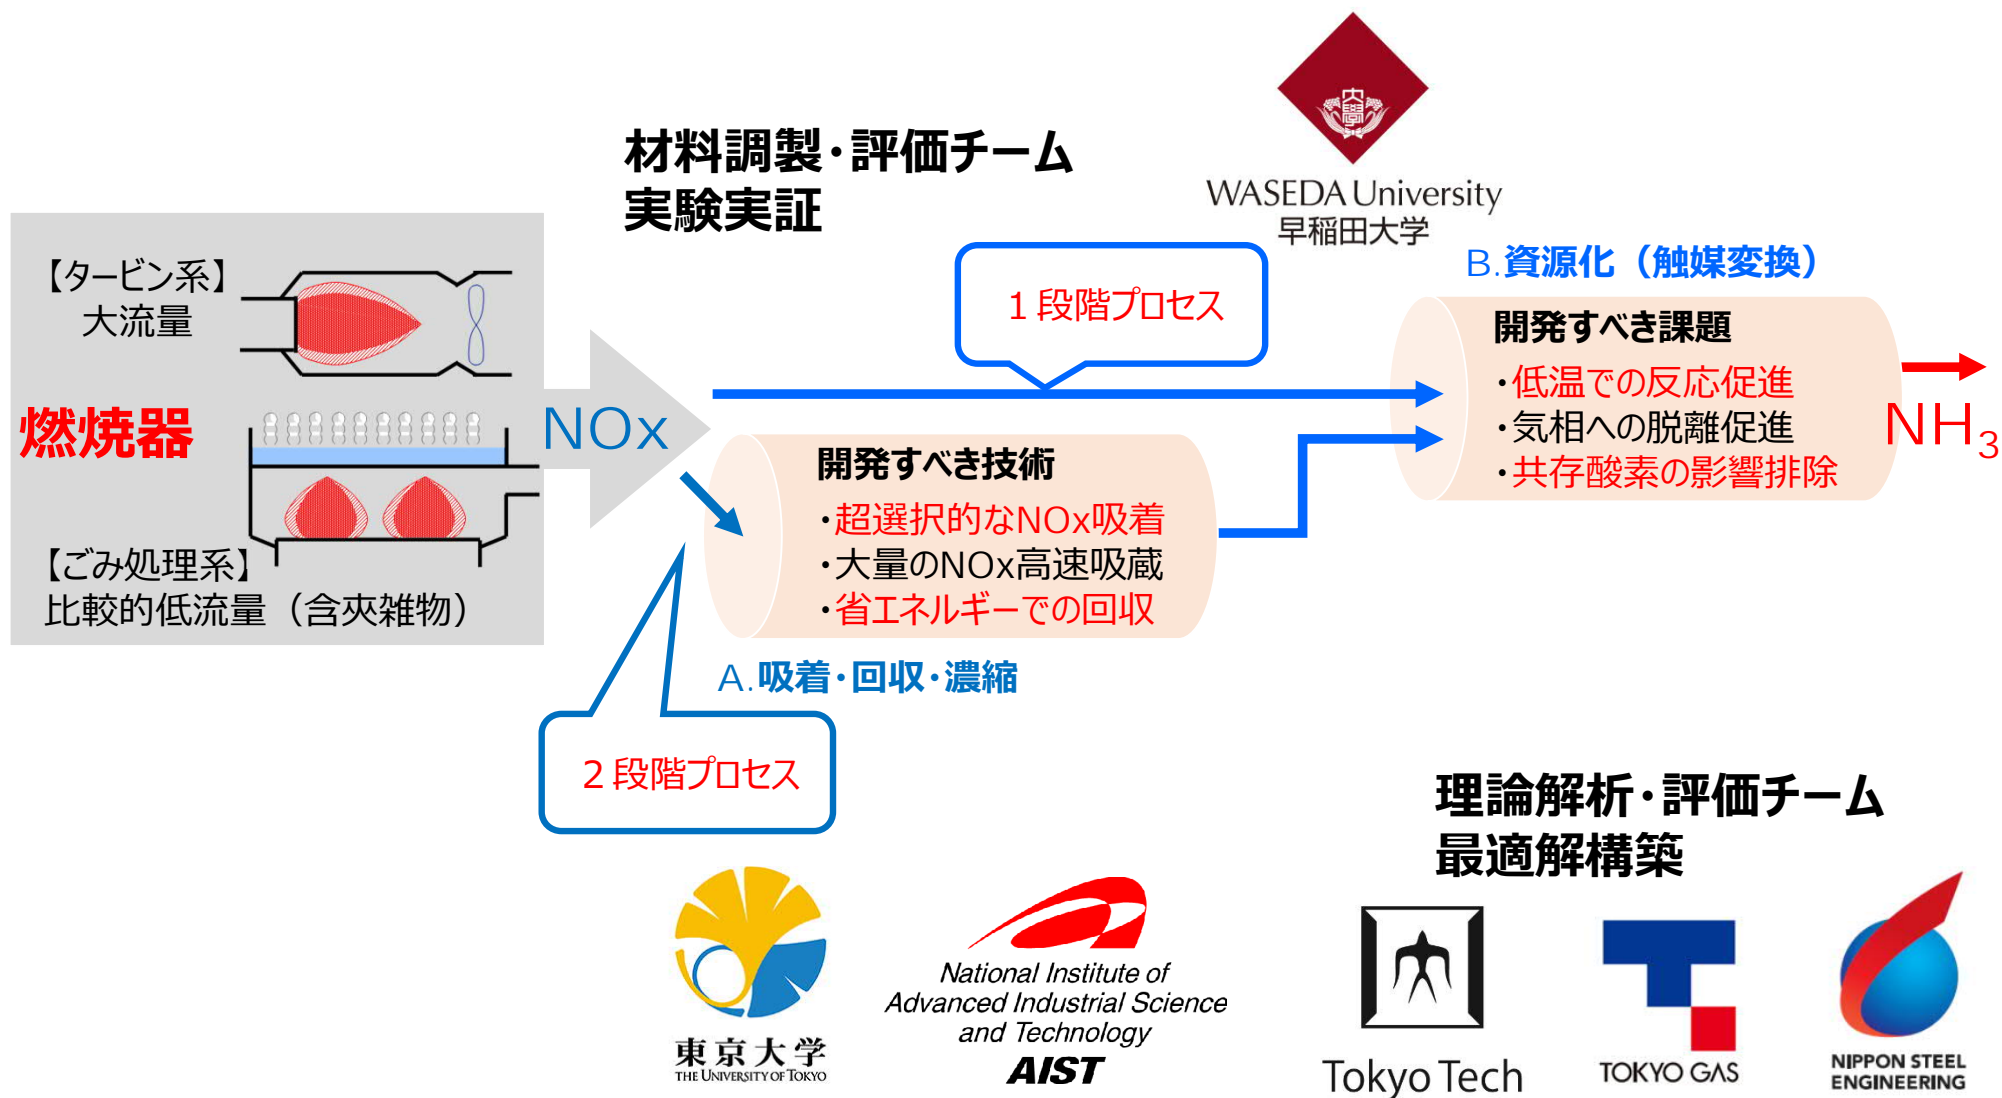 材料調製・評価チーム
実験実証
WASEDA University
早稲田大学
【タービン系】
大流量
燃焼器
【ごみ処理系】
比較的低流量（含夾雑物）
NOx
1段階プロセス
B.資源化（触媒変換）
開発すべき課題
・低温での反応促進
・気相への脱離促進
・共存酸素の影響排除
NH₃
開発すべき技術
・超選択的なNOx吸着
・大量のNOx高速吸蔵
・省エネルギーでの回収
A.吸着・回収・濃縮
2段階プロセス
理論解析・評価チーム
最適解構築
東京大学
THE UNIVERSITY OF TOKYO
National Institute of
Advanced Industrial Science
and Technology
AIST
Tokyo Tech
TOKYO GAS
NIPPON STEEL
ENGINEERING